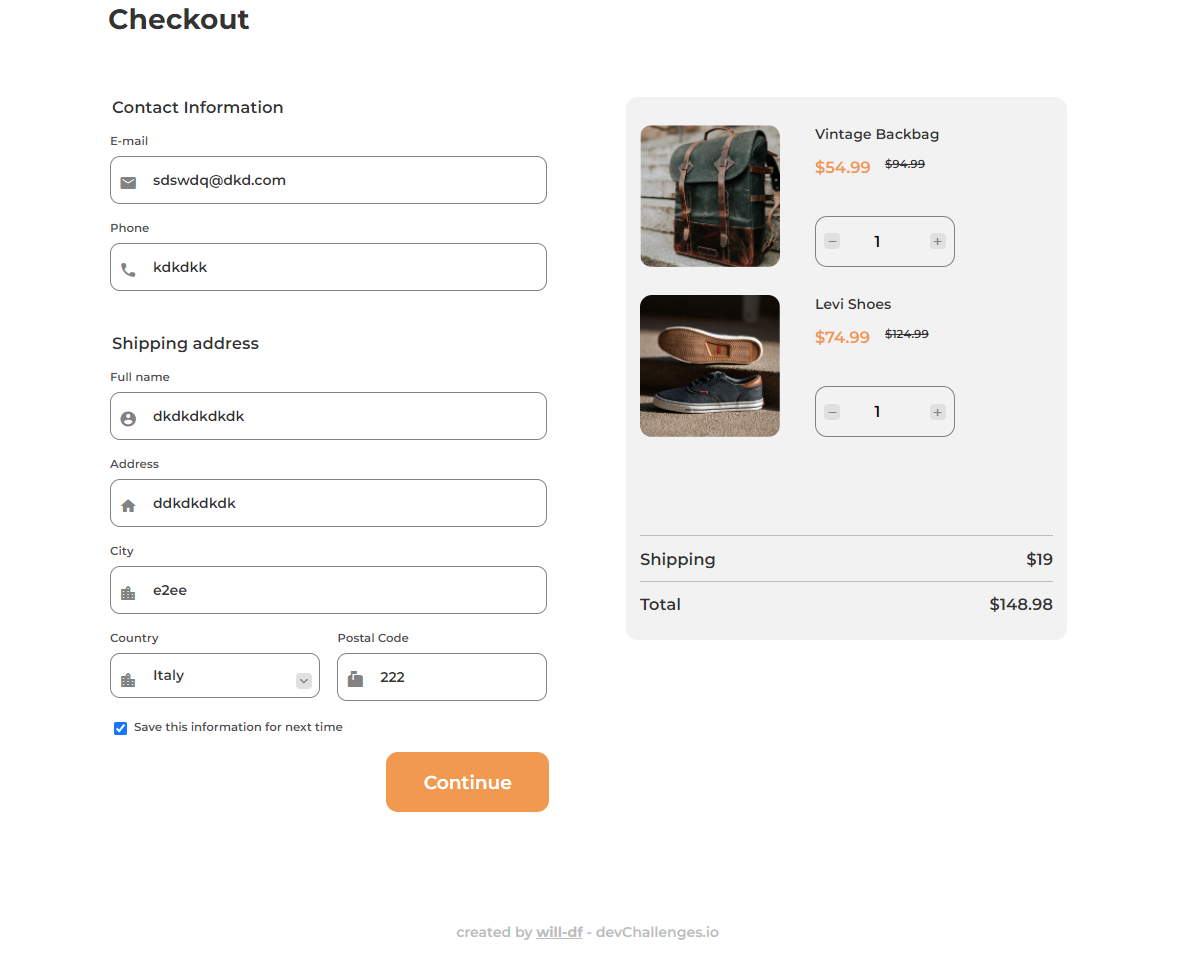 Checkout
Contact Information
E-mail
sdswdq@dkd.com
Phone
kdkdkk
Shipping address
Full name
dkdkdkdkdk
Address
ddkdkdkdk
City
e2ee
Country
Postal Code
Italy
222
Save this information for next time
Continue
Vintage Backbag
$54.99 $94.99
− 1 +
Levi Shoes
$74.99 $124.99
− 1 +
Shipping $19
Total $148.98
created by will-df - devChallenges.io